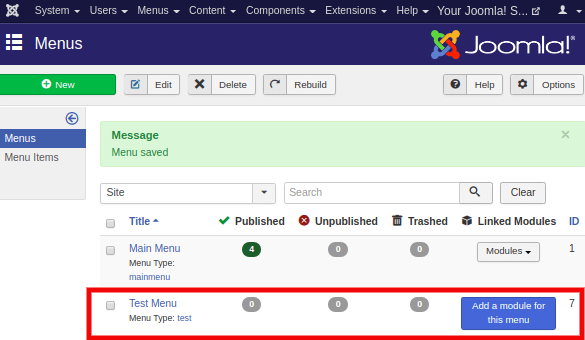 System Users Menus Content Components Extensions Help Your Joomla! S...
Menus Joomla!®
New Edit Delete Rebuild Help Options
Menus
Menu Items
Message ×
Menu saved
Site Search Clear
Title Published Unpublished Trashed Linked Modules ID
Main Menu 4 0 0 Modules 1
Menu Type:
mainmenu
Test Menu 0 0 0 Add a module for 7
Menu Type: test this menu